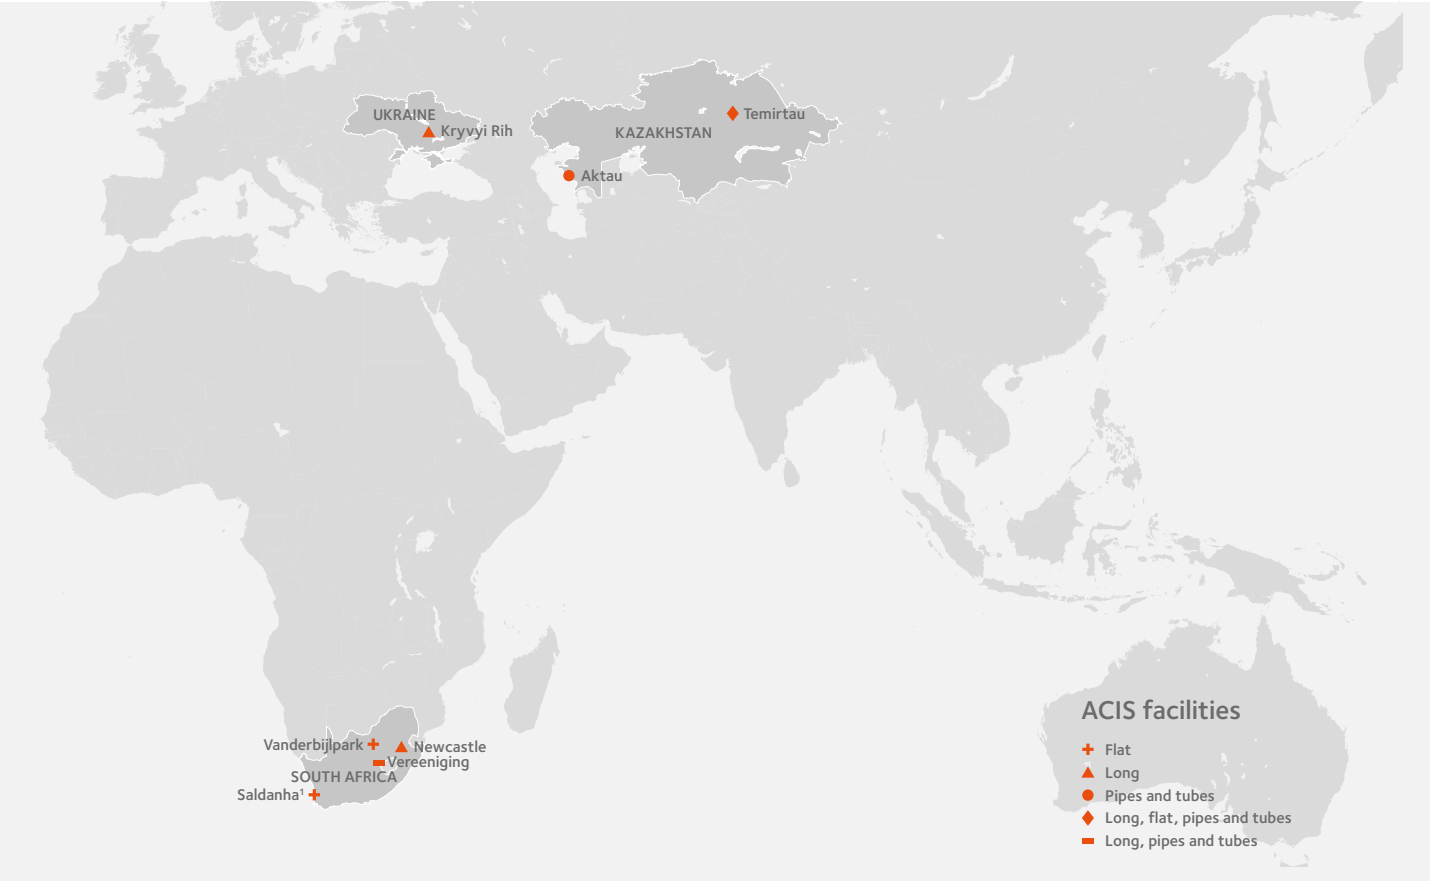 UKRAINE
Kryvyi Rih
Temirtau
KAZAKHSTAN
Aktau
Vanderbijlpark
Newcastle
Vereeniging
SOUTH AFRICA
Saldanha¹
ACIS facilities
Flat
Long
Pipes and tubes
Long, flat, pipes and tubes
Long, pipes and tubes